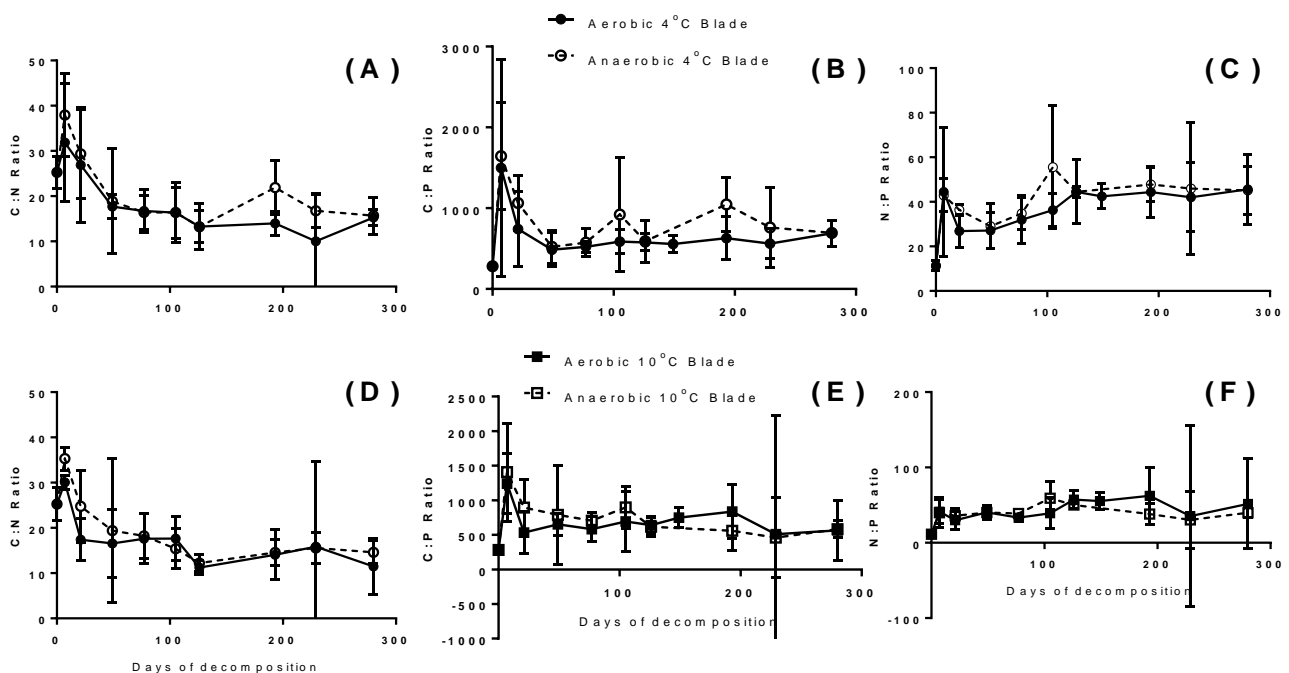 Aerobic 4°C Blade
Anaerobic 4°C Blade
(A)
50
40
30
20
10
0
C:N Ratio
0 100 200 300
(B)
3000
2000
1000
0
C:P Ratio
0 100 200 300
(C)
100
80
60
40
20
0
N:P Ratio
0 100 200 300
Aerobic 10°C Blade
Anaerobic 10°C Blade
(D)
50
40
30
20
10
0
C:N Ratio
0 100 200 300
Days of decomposition
(E)
2500
2000
1500
1000
500
0
-500
-1000
C:P Ratio
100 200 300
Days of decomposition
(F)
200
100
0
-100
N:P Ratio
100 200 300
Days of decomposition